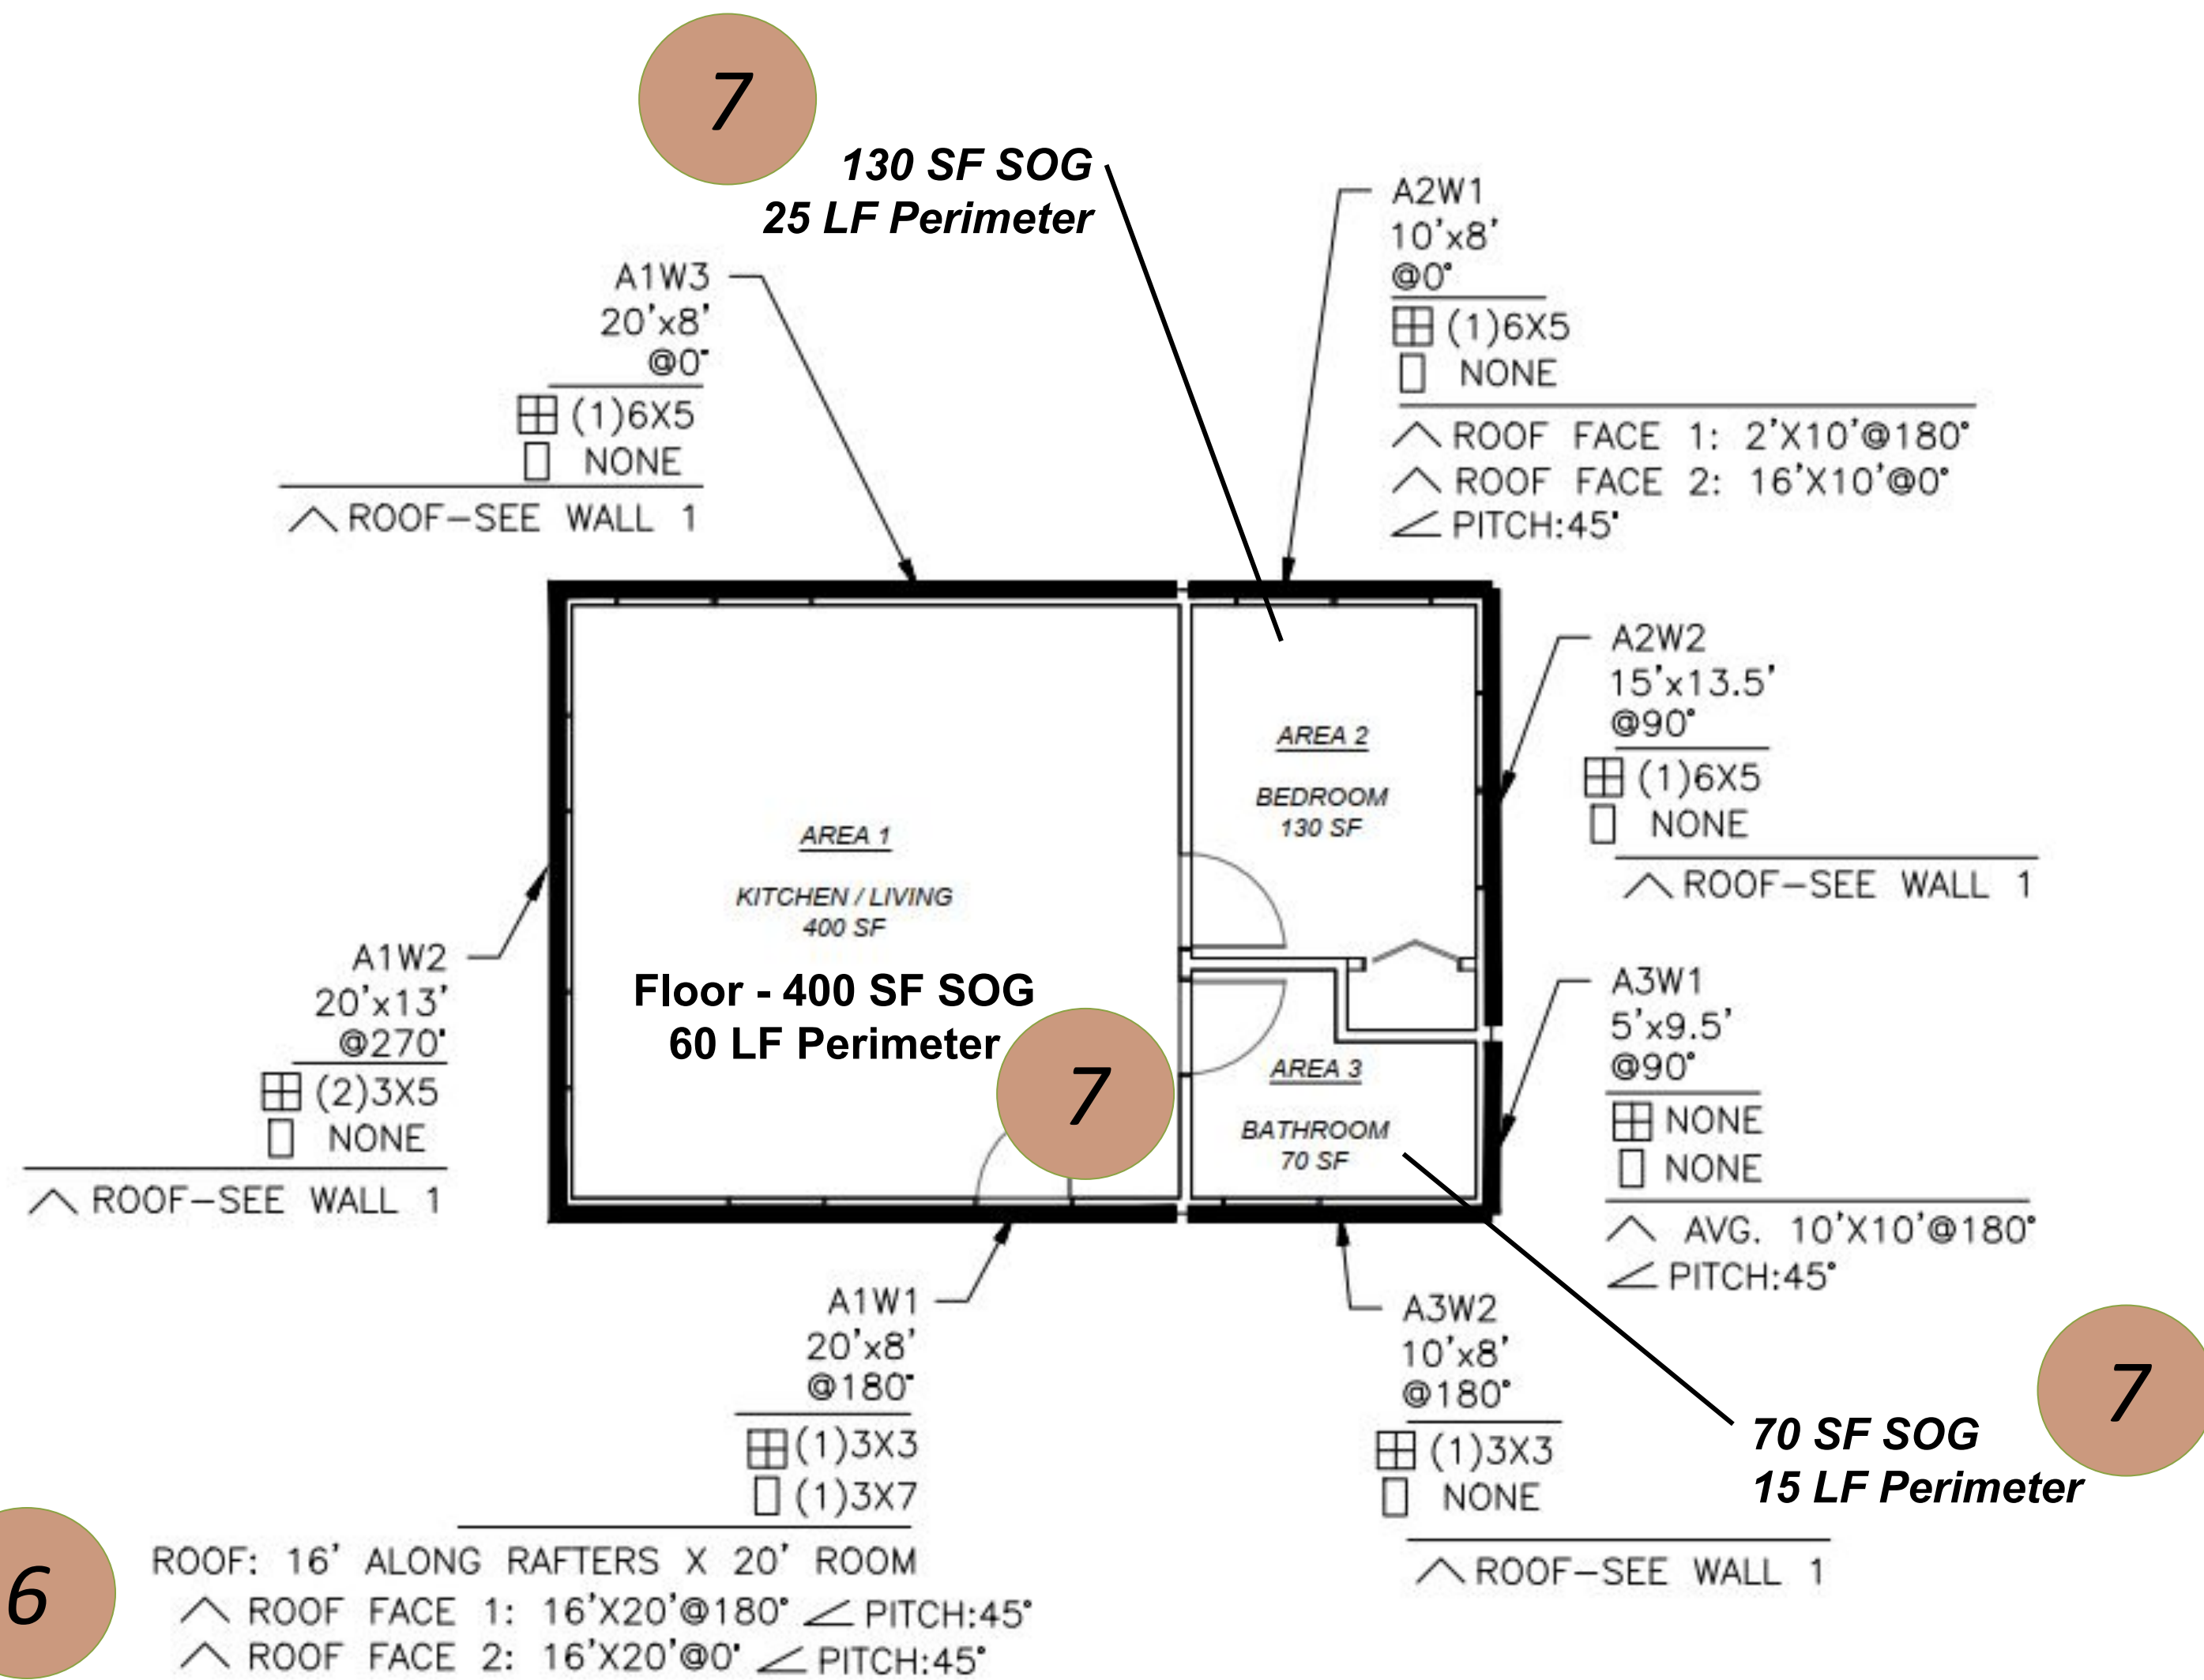 7
130 SF SOG
25 LF Perimeter
A2W1
10'x8'
@0°
(1)6X5
NONE
ROOF FACE 1: 2'X10'@180°
ROOF FACE 2: 16'X10'@0°
PITCH:45°
A1W3
20'x8'
@0°
(1)6X5
NONE
ROOF-SEE WALL 1
A2W2
15'x13.5'
@90°
(1)6X5
NONE
ROOF-SEE WALL 1
AREA 2
BEDROOM
130 SF
AREA 1
KITCHEN / LIVING
400 SF
Floor - 400 SF SOG
60 LF Perimeter
7
A1W2
20'x13'
@270°
(2)3X5
NONE
ROOF-SEE WALL 1
AREA 3
BATHROOM
70 SF
A3W1
5'x9.5'
@90°
NONE
NONE
AVG. 10'X10'@180°
PITCH:45°
A1W1
20'x8'
@180°
(1)3X3
(1)3X7
A3W2
10'x8'
@180°
(1)3X3
NONE
ROOF-SEE WALL 1
7
70 SF SOG
15 LF Perimeter
6
ROOF: 16' ALONG RAFTERS X 20' ROOM
ROOF FACE 1: 16'X20'@180° PITCH:45°
ROOF FACE 2: 16'X20'@0° PITCH:45°